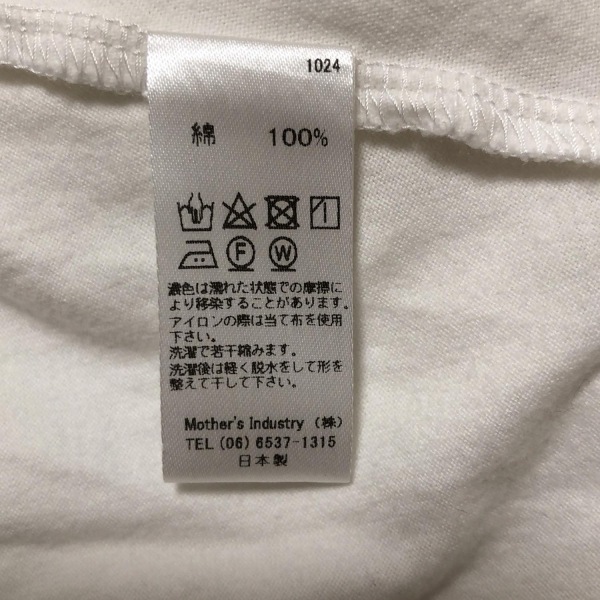 1024
綿 100%
F W
濃色は濡れた状態での摩擦に
より移染することがあります。
アイロンの際は当て布を使用
下さい。
洗濯で若干縮みます。
洗濯後は軽く脱水をして形を
整えて干して下さい。
Mother's Industry (株)
TEL (06) 6537-1315
日本製